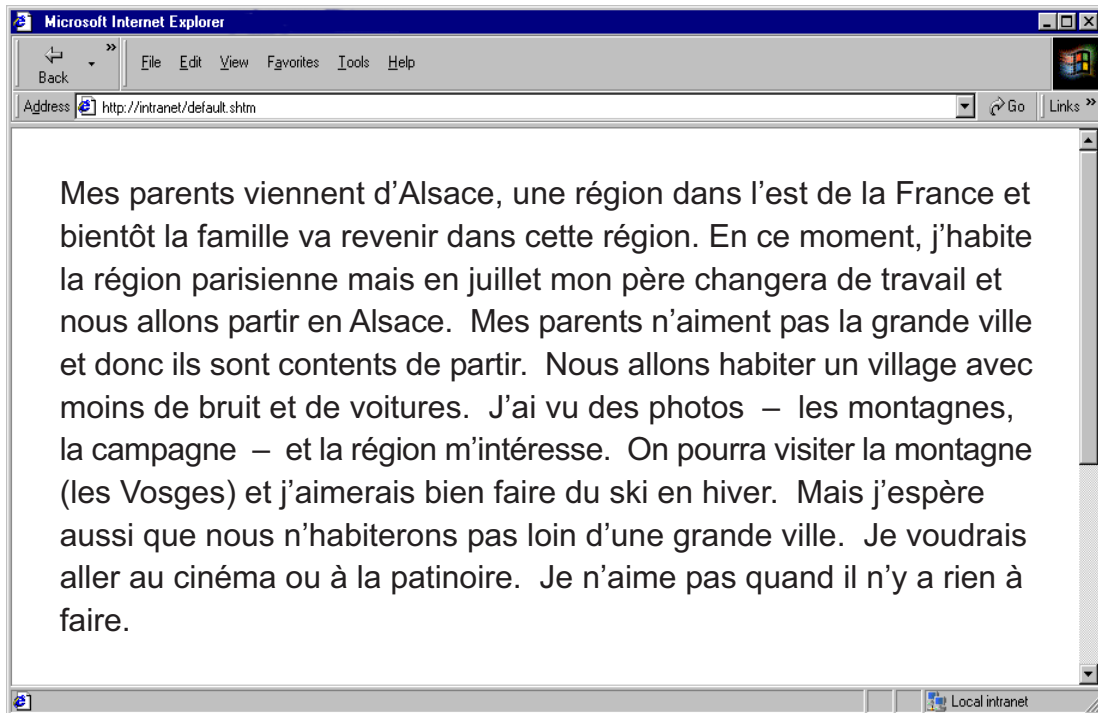 Microsoft Internet Explorer
Back » File Edit View Favorites Tools Help
Address http://intranet/default.shtm Go Links »
Mes parents viennent d’Alsace, une région dans l’est de la France et
bientôt la famille va revenir dans cette région. En ce moment, j’habite
la région parisienne mais en juillet mon père changera de travail et
nous allons partir en Alsace. Mes parents n’aiment pas la grande ville
et donc ils sont contents de partir. Nous allons habiter un village avec
moins de bruit et de voitures. J’ai vu des photos – les montagnes,
la campagne – et la région m’intéresse. On pourra visiter la montagne
(les Vosges) et j’aimerais bien faire du ski en hiver. Mais j’espère
aussi que nous n’habiterons pas loin d’une grande ville. Je voudrais
aller au cinéma ou à la patinoire. Je n’aime pas quand il n’y a rien à
faire.
Local intranet